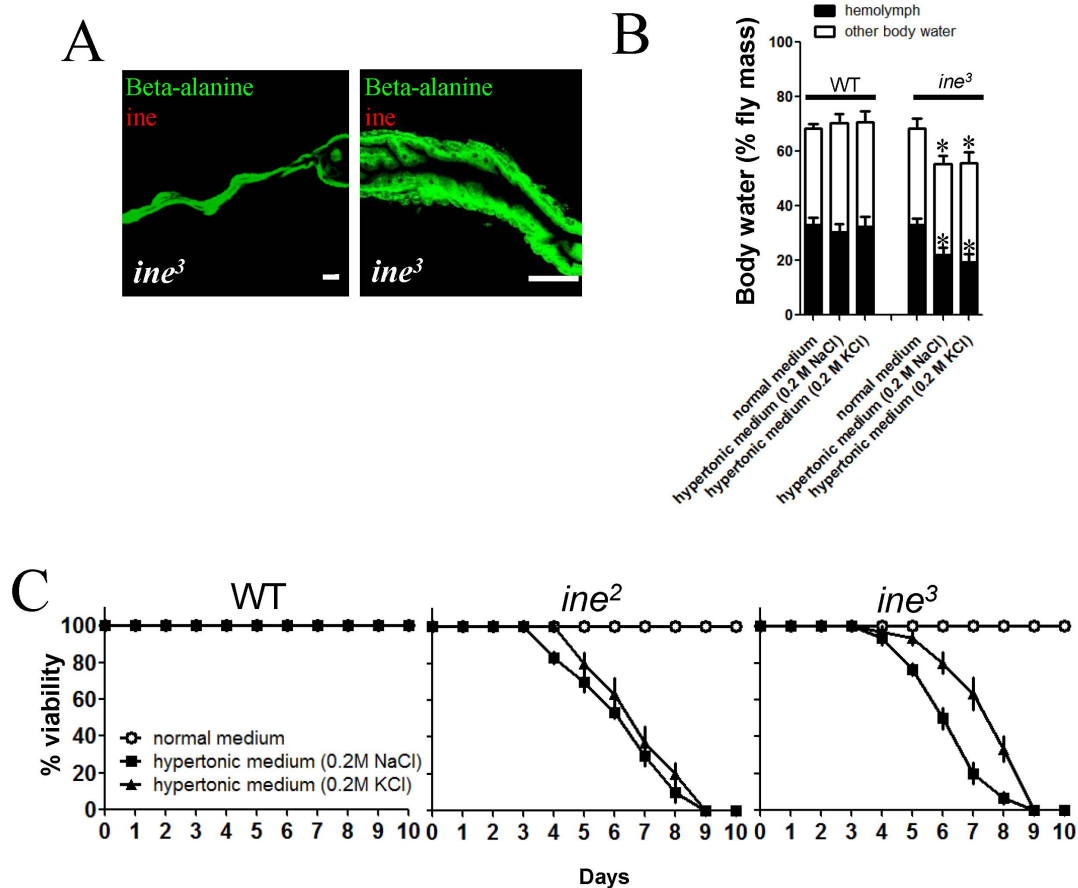 A
Beta-alanine
ine
ine3
Beta-alanine
ine
ine3
B
hemolymph
other body water
Body water (% fly mass)
100
80
60
40
20
0
WT
ine3
*
*
*
*
normal medium
hypertonic medium (0.2 M NaCl)
hypertonic medium (0.2 M KCl)
normal medium
hypertonic medium (0.2 M NaCl)
hypertonic medium (0.2 M KCl)
C
WT
ine2
ine3
% viability
100
80
60
40
20
0
normal medium
hypertonic medium (0.2M NaCl)
hypertonic medium (0.2M KCl)
0 1 2 3 4 5 6 7 8 9 10
0 1 2 3 4 5 6 7 8 9 10
0 1 2 3 4 5 6 7 8 9 10
Days